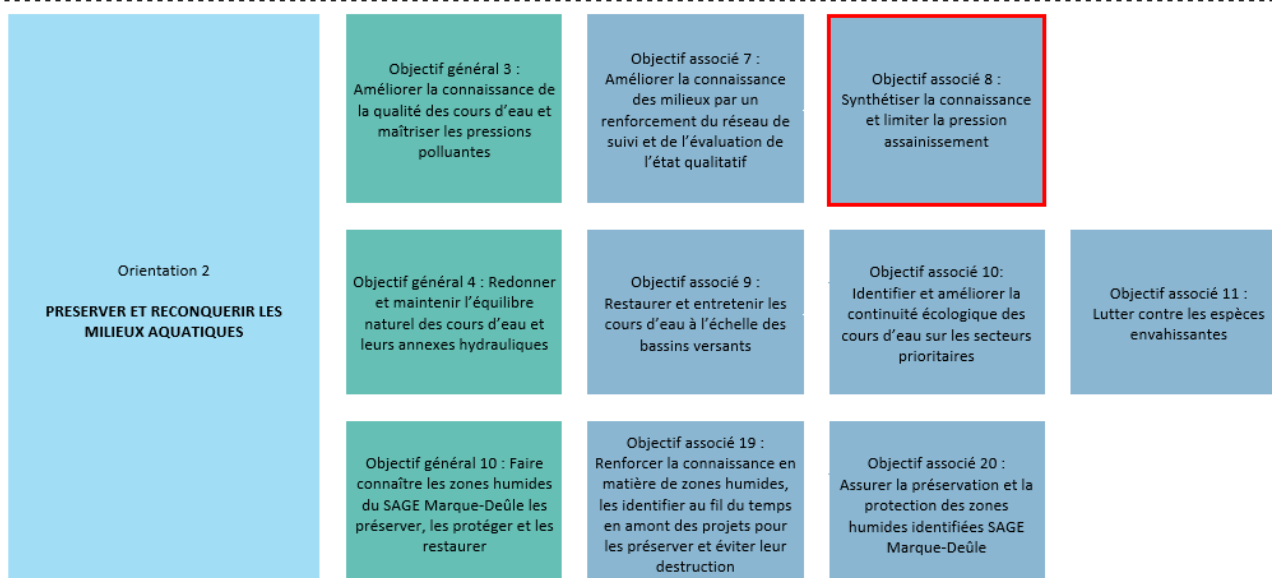 Orientation 2
PRESERVER ET RECONQUERIR LES
MILIEUX AQUATIQUES
Objectif général 3 :
Améliorer la connaissance de
la qualité des cours d'eau et
maîtriser les pressions
polluantes
Objectif associé 7 :
Améliorer la connaissance
des milieux par un
renforcement du réseau de
suivi et de l'évaluation de
l'état qualitatif
Objectif associé 8 :
Synthétiser la connaissance
et limiter la pression
assainissement
Objectif général 4 : Redonner
et maintenir l'équilibre
naturel des cours d'eau et
leurs annexes hydrauliques
Objectif associé 9 :
Restaurer et entretenir les
cours d'eau à l'échelle des
bassins versants
Objectif associé 10:
Identifier et améliorer la
continuité écologique des
cours d'eau sur les secteurs
prioritaires
Objectif associé 11 :
Lutter contre les espèces
envahissantes
Objectif général 10 : Faire
connaître les zones humides
du SAGE Marque-Deûle les
préserver, les protéger et les
restaurer
Objectif associé 19 :
Renforcer la connaissance en
matière de zones humides,
les identifier au fil du temps
en amont des projets pour
les préserver et éviter leur
destruction
Objectif associé 20 :
Assurer la préservation et la
protection des zones
humides identifiées SAGE
Marque-Deûle